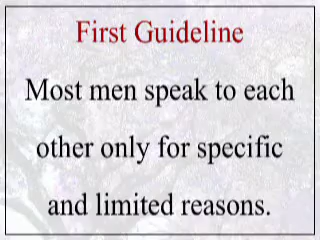 First Guideline
Most men speak to each
other only for specific
and limited reasons.